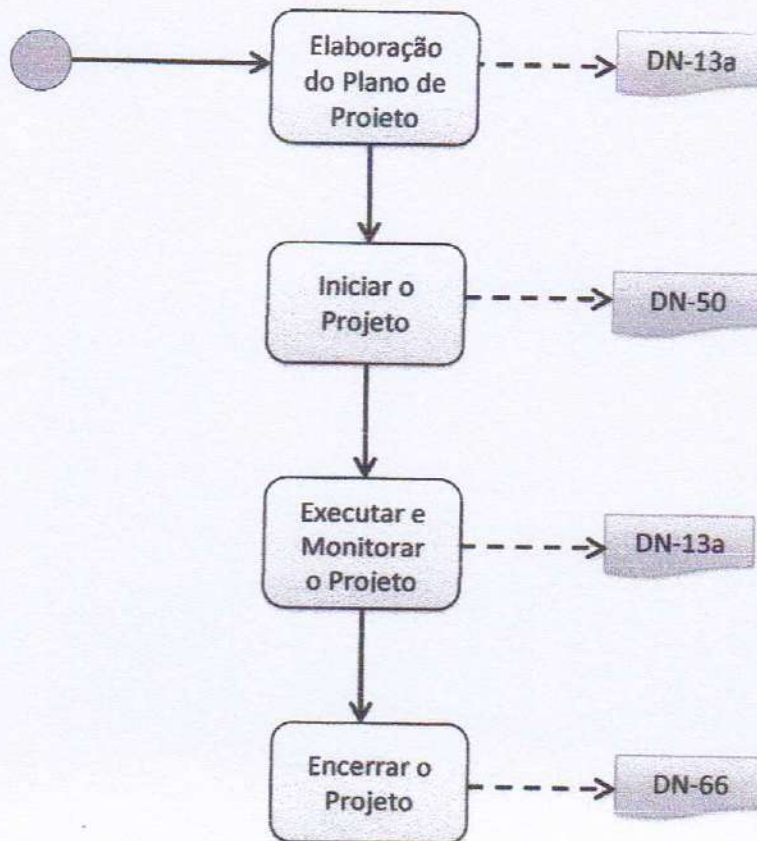 Elaboração
do Plano de
Proieto
DN-13a
Iniciar o
Projeto
DN-50
Executar e
Monitorar
o Projeto
DN-13a
Encerrar o
Projeto
DN-66